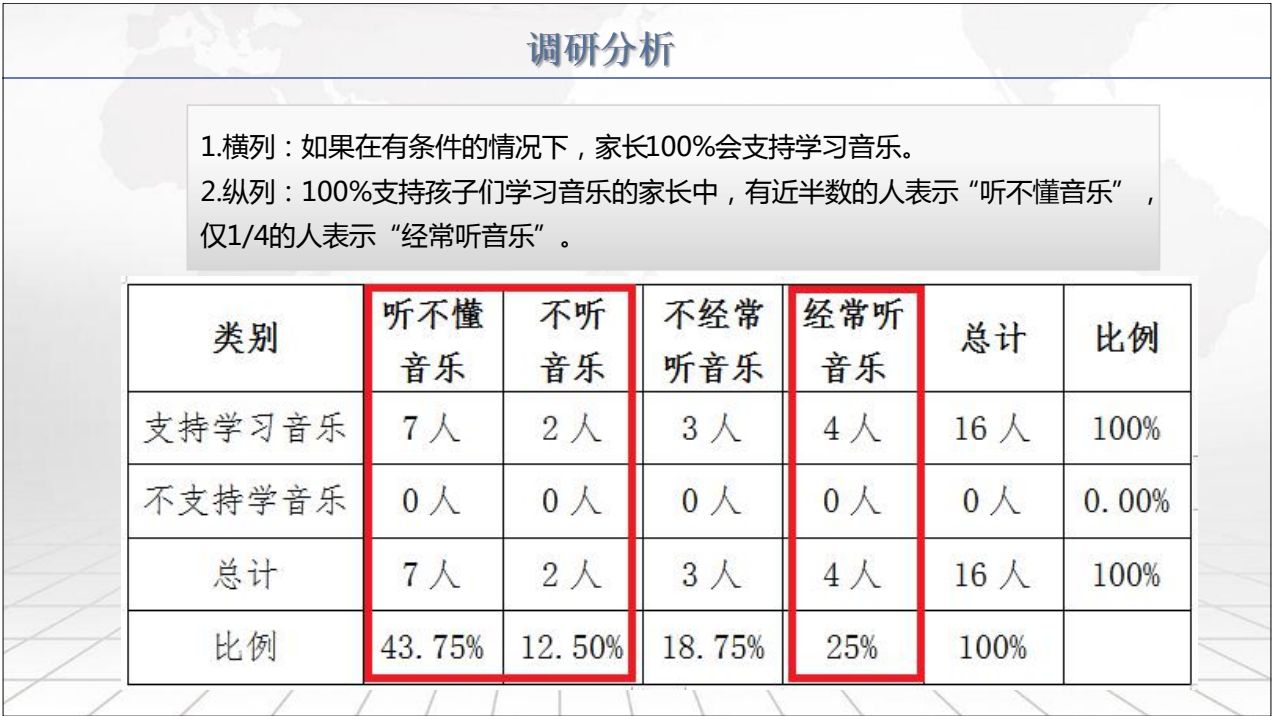 调研分析
1.横列：如果在有条件的情况下，家长100%会支持学习音乐。
2.纵列：100%支持孩子们学习音乐的家长中，有近半数的人表示“听不懂音乐”，
仅1/4的人表示“经常听音乐”。
类别 听不懂音乐 不听音乐 不经常听音乐 经常听音乐 总计 比例
支持学习音乐 7人 2人 3人 4人 16人 100%
不支持学音乐 0人 0人 0人 0人 0人 0.00%
总计 7人 2人 3人 4人 16人 100%
比例 43.75% 12.50% 18.75% 25% 100%